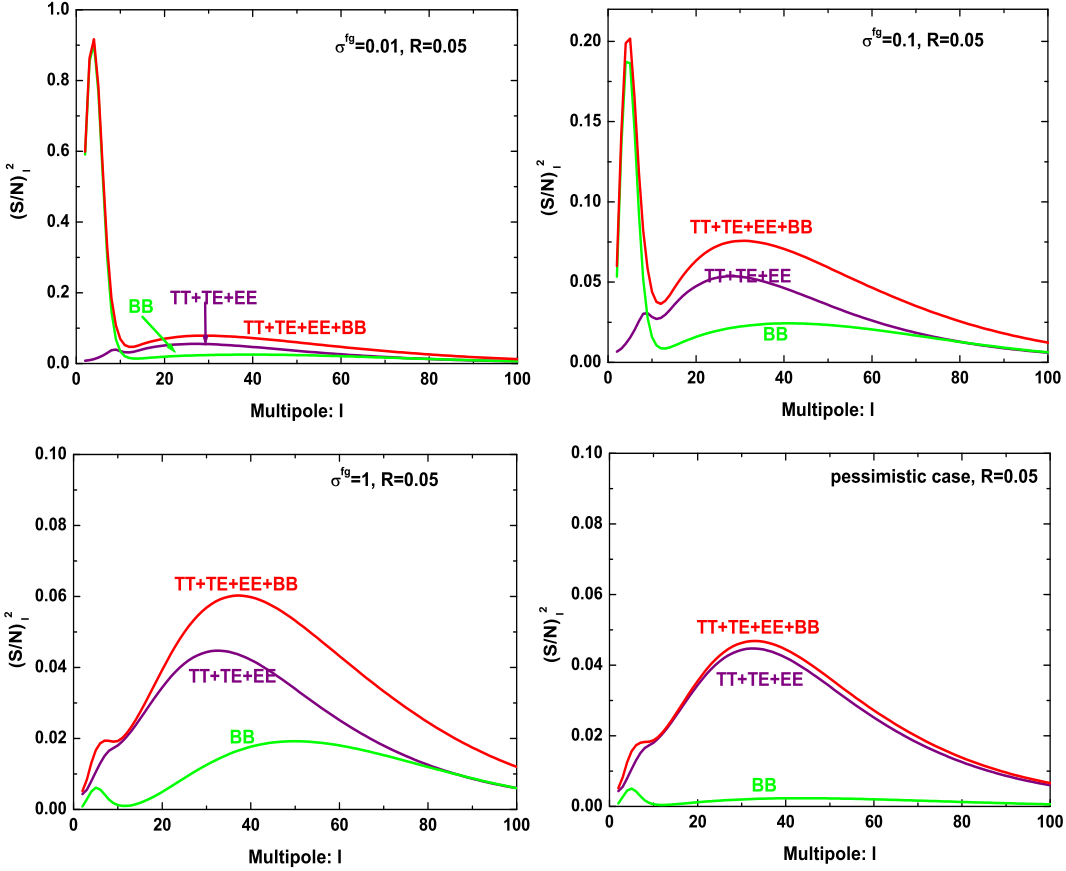 σ^fg=0.01, R=0.05
(S/N)_l^2
1.0
0.8
0.6
0.4
0.2
0.0
BB
TT+TE+EE
TT+TE+EE+BB
0 20 40 60 80 100
Multipole: l
σ^fg=0.1, R=0.05
(S/N)_l^2
0.20
0.15
0.10
0.05
0.00
TT+TE+EE+BB
TT+TE+EE
BB
0 20 40 60 80 100
Multipole: l
σ^fg=1, R=0.05
(S/N)_l^2
0.10
0.08
0.06
0.04
0.02
0.00
TT+TE+EE+BB
TT+TE+EE
BB
0 20 40 60 80 100
Multipole: l
pessimistic case, R=0.05
(S/N)_l^2
0.10
0.08
0.06
0.04
0.02
0.00
TT+TE+EE+BB
TT+TE+EE
BB
0 20 40 60 80 100
Multipole: l